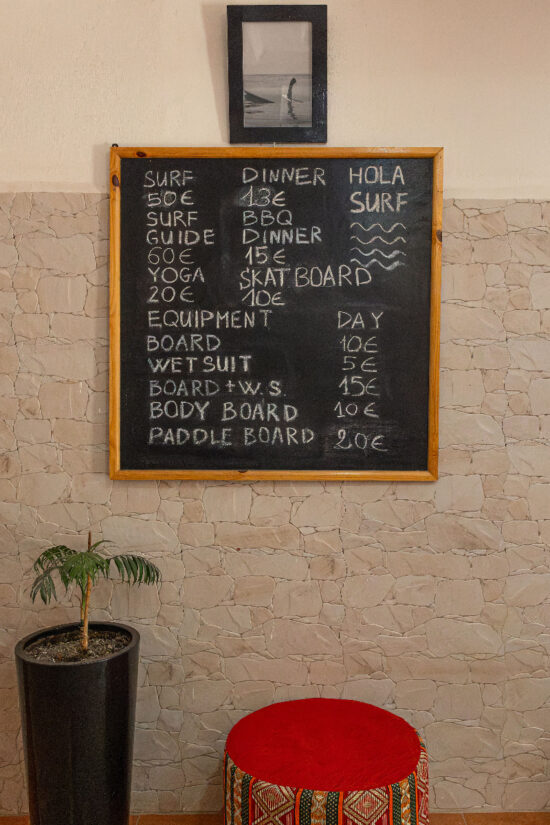 SURF DINNER HOLA
50€ 13€ SURF
SURF BBQ
GUIDE DINNER
60€ 15€
YOGA SKATBOARD
20€ 10€
EQUIPMENT DAY
BOARD 10€
WETSUIT 5€
BOARD + W.S. 15€
BODY BOARD 10€
PADDLE BOARD 20€